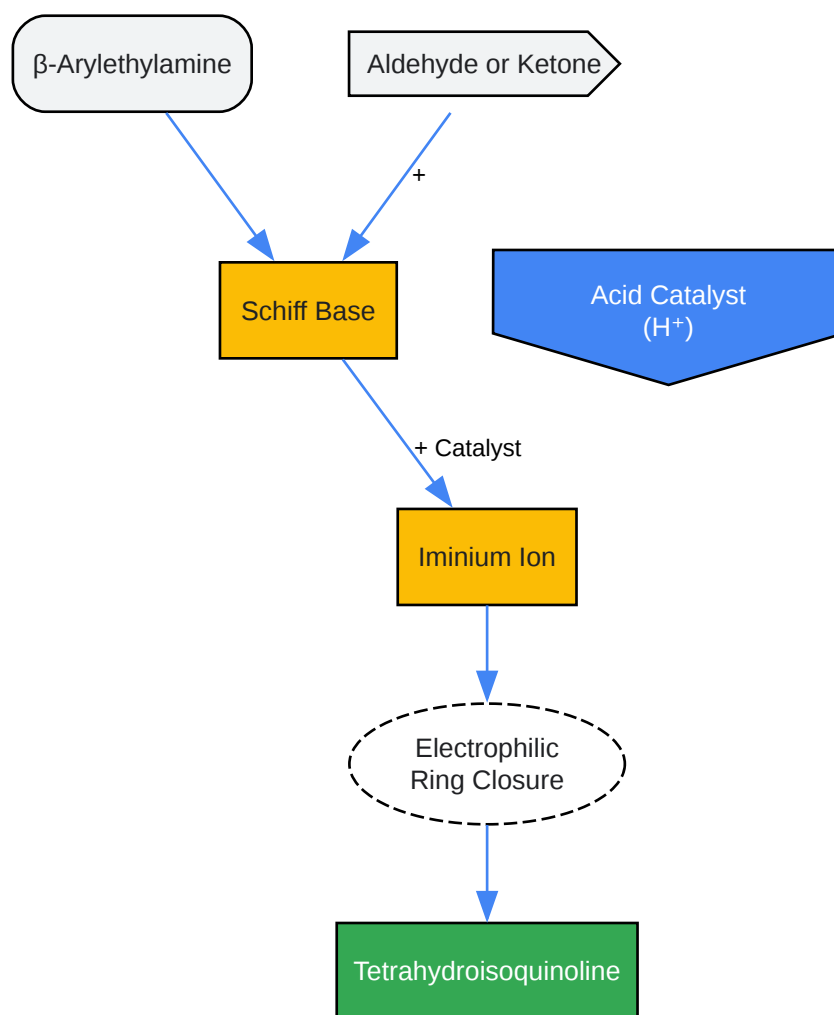 β-Arylethylamine
Aldehyde or Ketone
+
Schiff Base
Acid Catalyst
(H⁺)
+ Catalyst
Iminium Ion
Electrophilic
Ring Closure
Tetrahydroisoquinoline